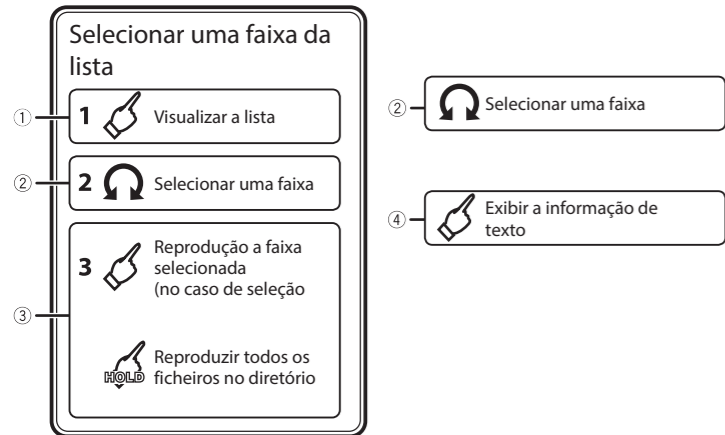 Selecionar uma faixa da
lista
① 1 Visualizar a lista
② 2 Selecionar uma faixa
③ 3 Reprodução a faixa
selecionada
(no caso de seleção
HOLD Reproduzir todos os
ficheiros no diretório
② Selecionar uma faixa
④ Exibir a informação de
texto